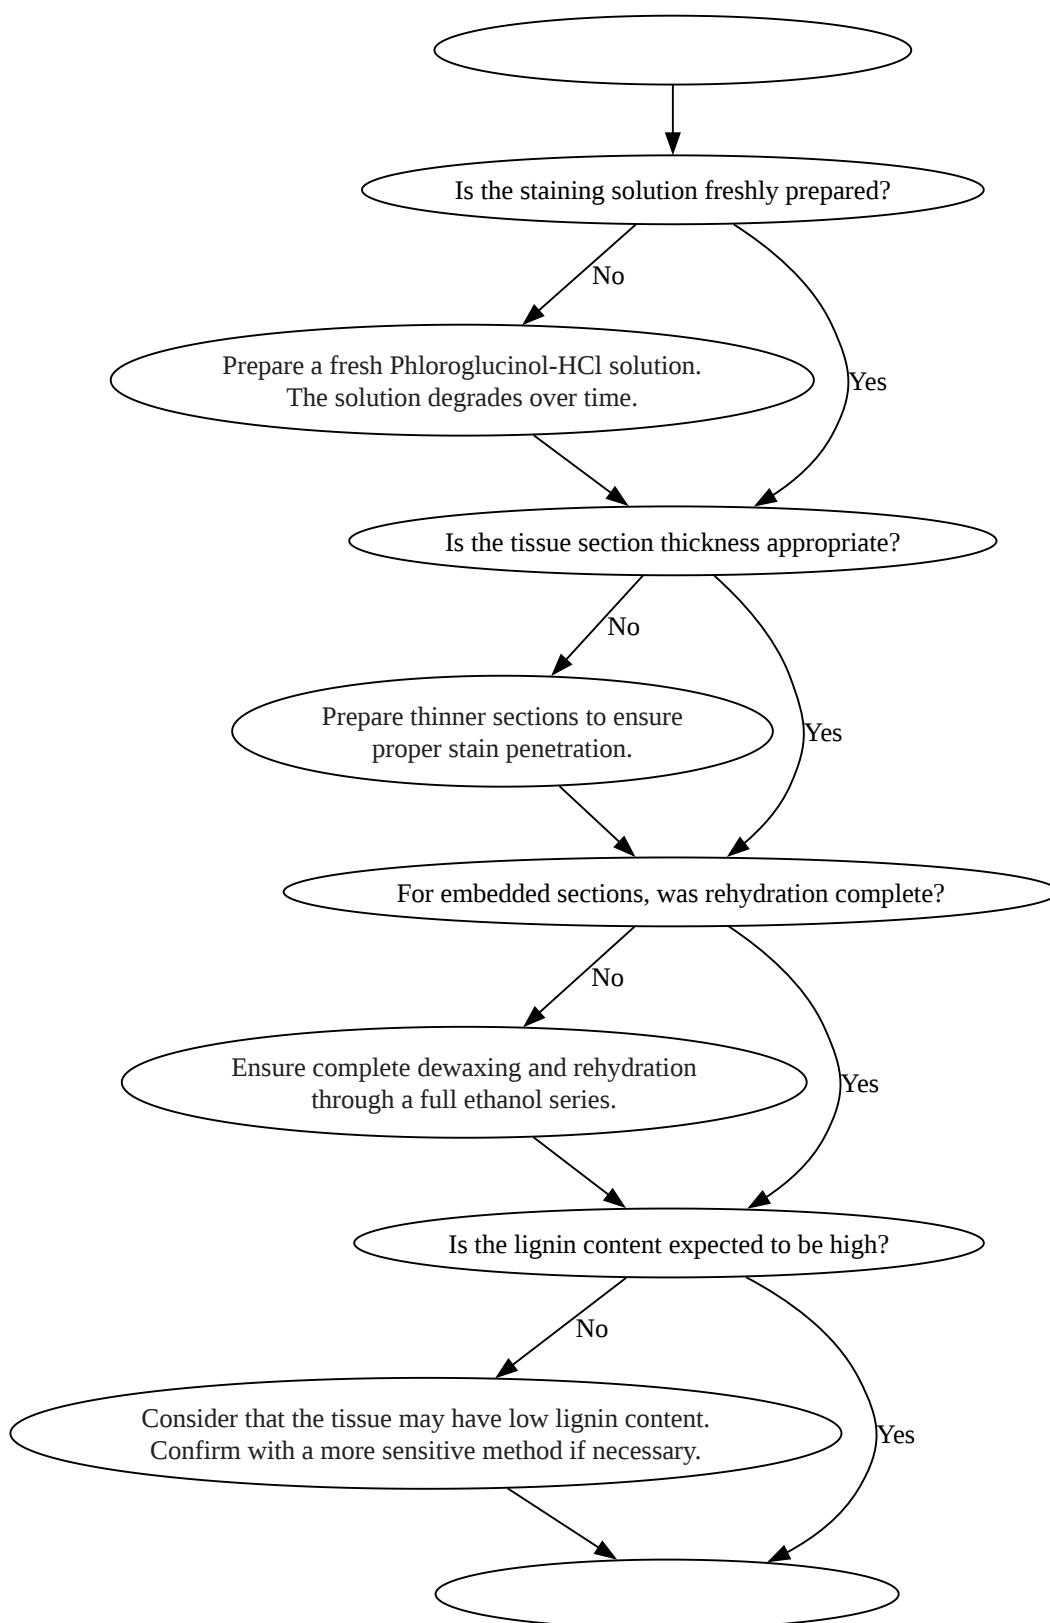 Is the staining solution freshly prepared?
No
Prepare a fresh Phloroglucinol-HCl solution.
The solution degrades over time.
Yes
Is the tissue section thickness appropriate?
No
Prepare thinner sections to ensure
proper stain penetration.
Yes
For embedded sections, was rehydration complete?
No
Ensure complete dewaxing and rehydration
through a full ethanol series.
Yes
Is the lignin content expected to be high?
No
Consider that the tissue may have low lignin content.
Confirm with a more sensitive method if necessary.
Yes